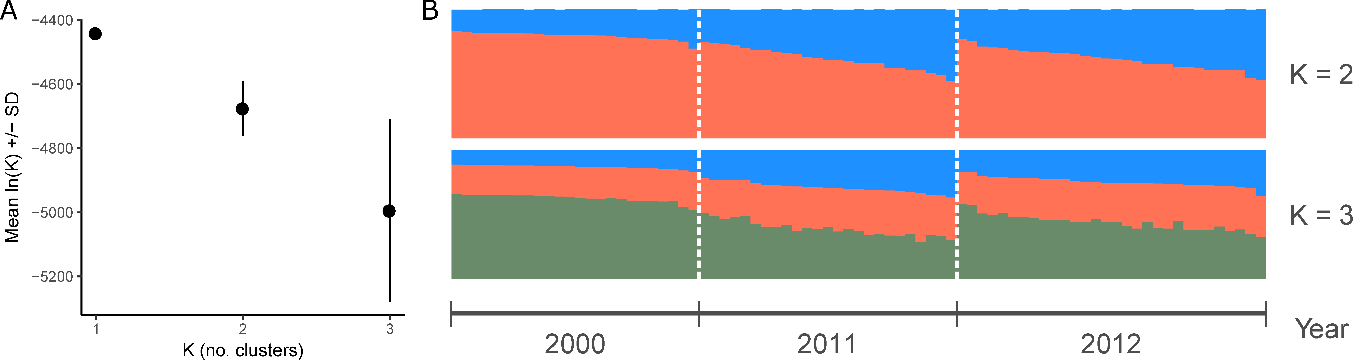 A
B
Mean ln(K) +/− SD
−4400
−4600
−4800
−5000
−5200
1
2
3
K (no. clusters)
K = 2
K = 3
2000
2011
2012
Year